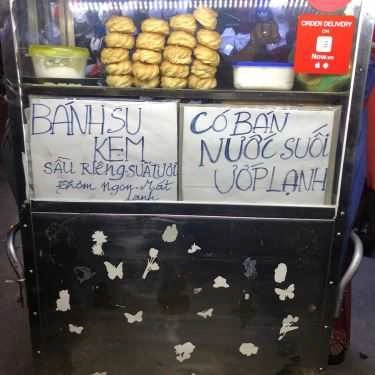 ORDER DELIVERY
ON
Now.vn
BÁNH SU
KEM
SẦU RIÊNG-SỮA TƯƠI
Thơm Ngon-Mát
Lạnh
CÓ BÁN
NƯỚC SUỐI
ƯỚP LẠNH